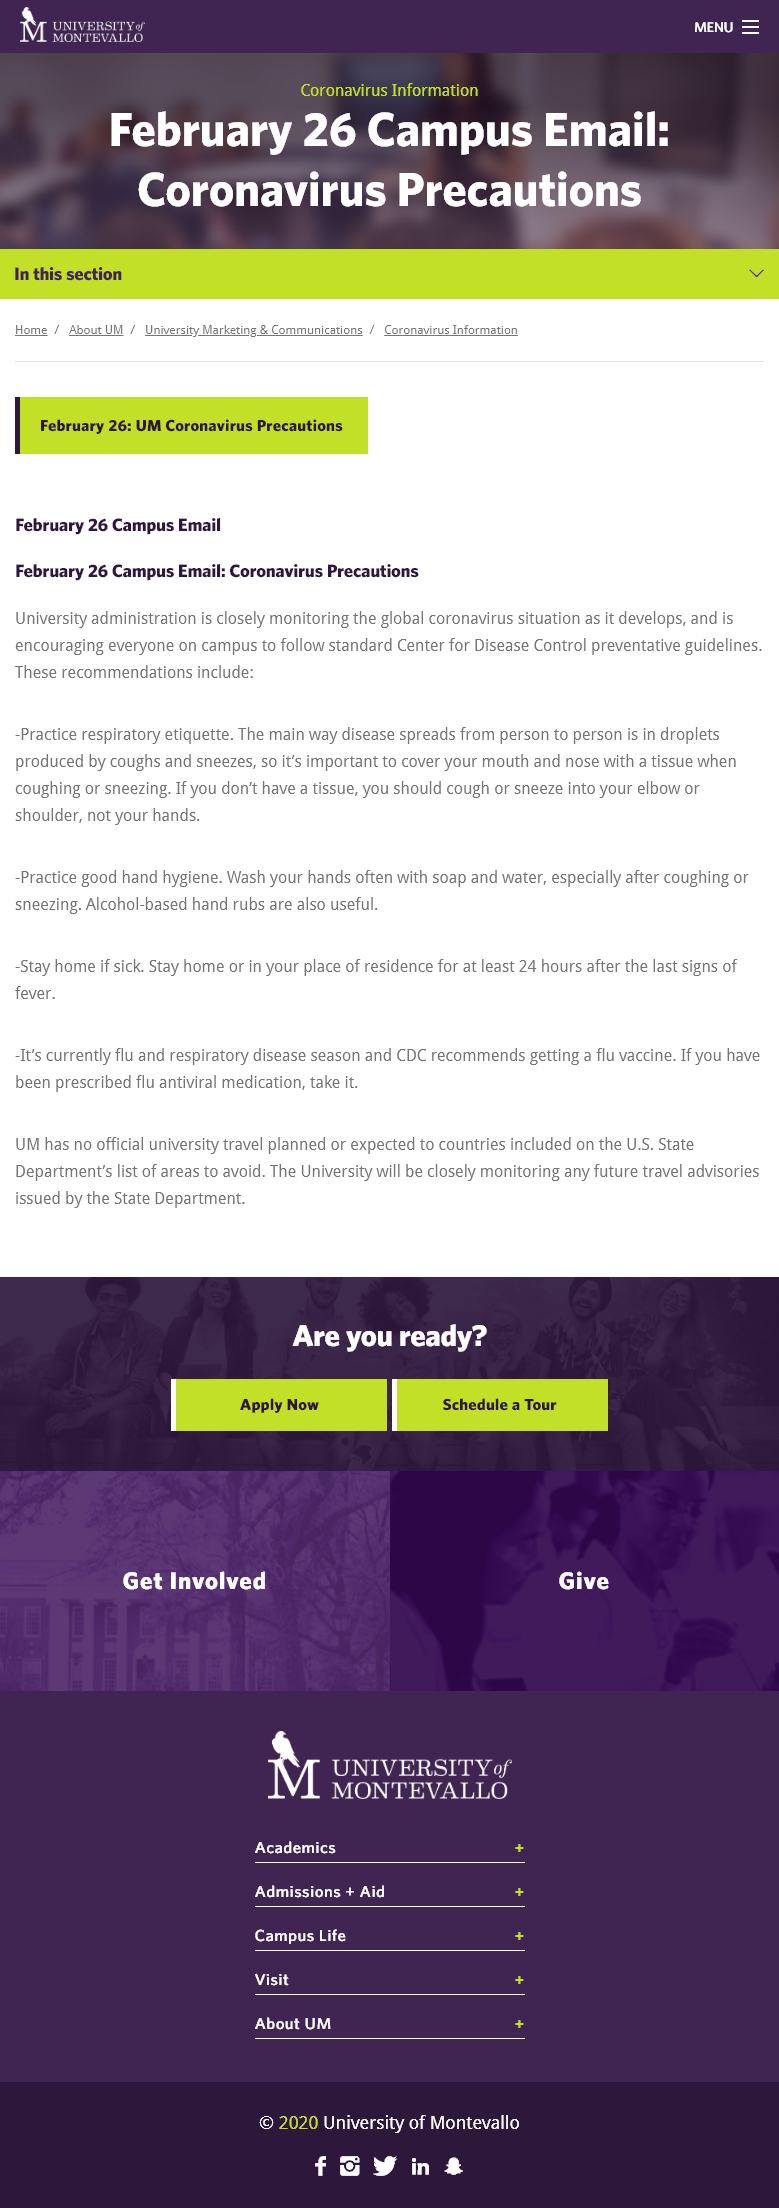 UNIVERSITY of
MONTEVALLO
MENU
Coronavirus Information
February 26 Campus Email:
Coronavirus Precautions
In this section
Home / About UM / University Marketing & Communications / Coronavirus Information
February 26: UM Coronavirus Precautions
February 26 Campus Email
February 26 Campus Email: Coronavirus Precautions
University administration is closely monitoring the global coronavirus situation as it develops, and is
encouraging everyone on campus to follow standard Center for Disease Control preventative guidelines.
These recommendations include:
-Practice respiratory etiquette. The main way disease spreads from person to person is in droplets
produced by coughs and sneezes, so it’s important to cover your mouth and nose with a tissue when
coughing or sneezing. If you don’t have a tissue, you should cough or sneeze into your elbow or
shoulder, not your hands.
-Practice good hand hygiene. Wash your hands often with soap and water, especially after coughing or
sneezing. Alcohol-based hand rubs are also useful.
-Stay home if sick. Stay home or in your place of residence for at least 24 hours after the last signs of
fever.
-It’s currently flu and respiratory disease season and CDC recommends getting a flu vaccine. If you have
been prescribed flu antiviral medication, take it.
UM has no official university travel planned or expected to countries included on the U.S. State
Department’s list of areas to avoid. The University will be closely monitoring any future travel advisories
issued by the State Department.
Are you ready?
Apply Now
Schedule a Tour
Get Involved
Give
M UNIVERSITY of
MONTEVALLO
Academics +
Admissions + Aid +
Campus Life +
Visit +
About UM +
© 2020 University of Montevallo